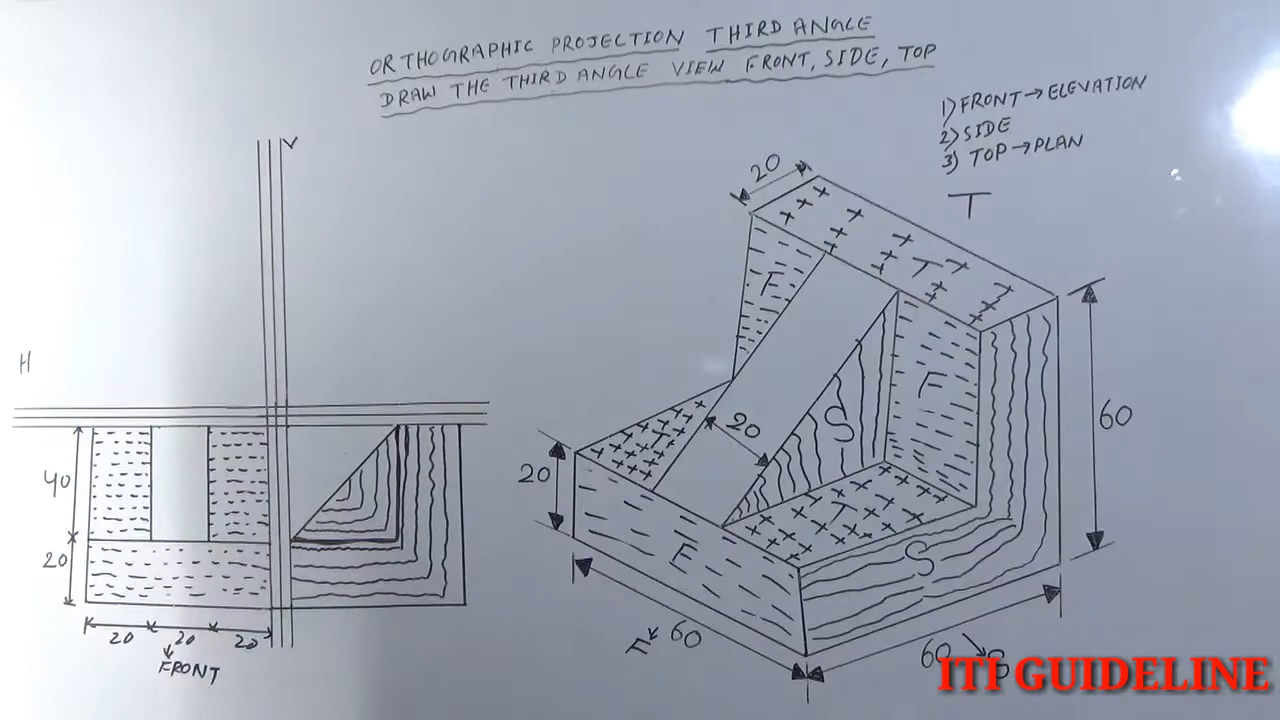 ORTHOGRAPHIC PROJECTION THIRD ANGLE
DRAW THE THIRD ANGLE VIEW FRONT, SIDE, TOP
1) FRONT → ELEVATION
2) SIDE
3) TOP → PLAN
T
V
H
40
20
20 20 20
FRONT
20
T
F
F
S
20
T
T
20
F
S
60
60
F
60
S
ITI GUIDELINE